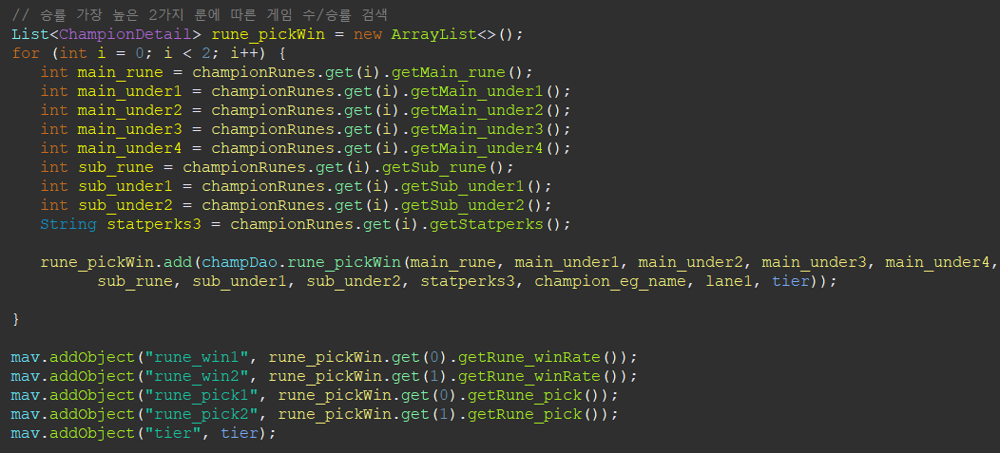 // 승률 가장 높은 2가지 룬에 따른 게임 수/승률 검색
List<ChampionDetail> rune_pickWin = new ArrayList<>();
for (int i = 0; i < 2; i++) {
int main_rune = championRunes.get(i).getMain_rune();
int main_under1 = championRunes.get(i).getMain_under1();
int main_under2 = championRunes.get(i).getMain_under2();
int main_under3 = championRunes.get(i).getMain_under3();
int main_under4 = championRunes.get(i).getMain_under4();
int sub_rune = championRunes.get(i).getSub_rune();
int sub_under1 = championRunes.get(i).getSub_under1();
int sub_under2 = championRunes.get(i).getSub_under2();
String statperks3 = championRunes.get(i).getStatperks();
rune_pickWin.add(champDao.rune_pickWin(main_rune, main_under1, main_under2, main_under3, main_under4,
sub_rune, sub_under1, sub_under2, statperks3, champion_eg_name, lane1, tier));
}
mav.addObject("rune_win1", rune_pickWin.get(0).getRune_winRate());
mav.addObject("rune_win2", rune_pickWin.get(1).getRune_winRate());
mav.addObject("rune_pick1", rune_pickWin.get(0).getRune_pick());
mav.addObject("rune_pick2", rune_pickWin.get(1).getRune_pick());
mav.addObject("tier", tier);